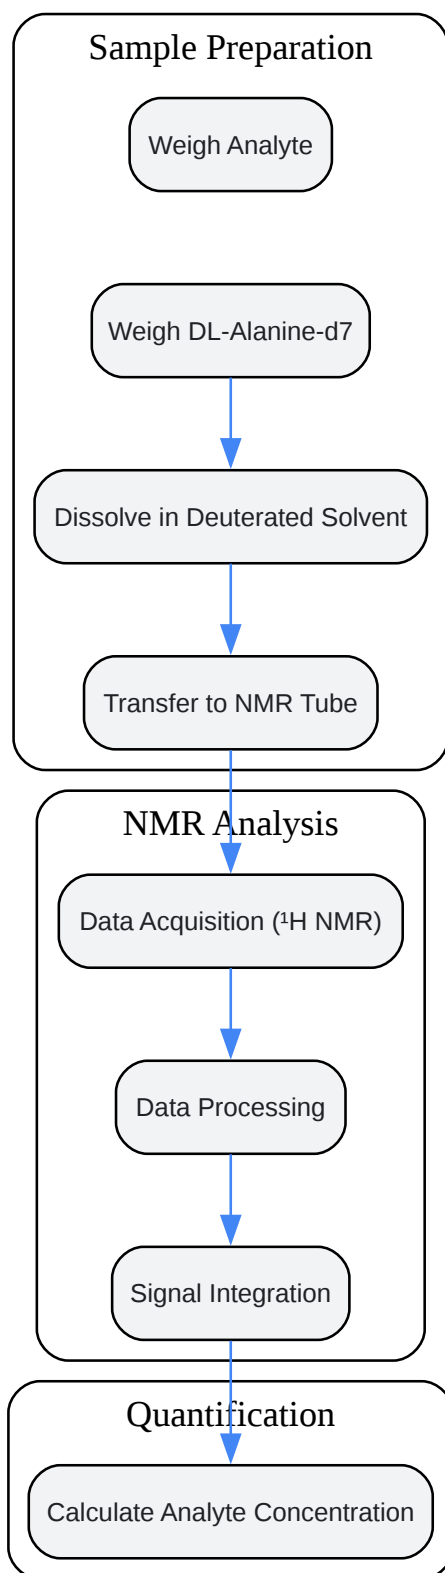 Sample Preparation
Weigh Analyte
Weigh DL-Alanine-d7
Dissolve in Deuterated Solvent
Transfer to NMR Tube
NMR Analysis
Data Acquisition (¹H NMR)
Data Processing
Signal Integration
Quantification
Calculate Analyte Concentration